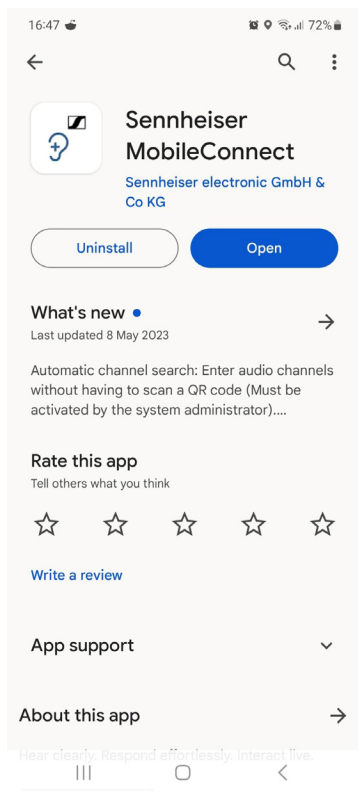 16:47
72%
Sennheiser
MobileConnect
Sennheiser electronic GmbH &
Co KG
Uninstall
Open
What's new
Last updated 8 May 2023
Automatic channel search: Enter audio channels
without having to scan a QR code (Must be
activated by the system administrator)....
Rate this app
Tell others what you think
Write a review
App support
About this app
Hear clearly. Respond effortlessly. Interact live.